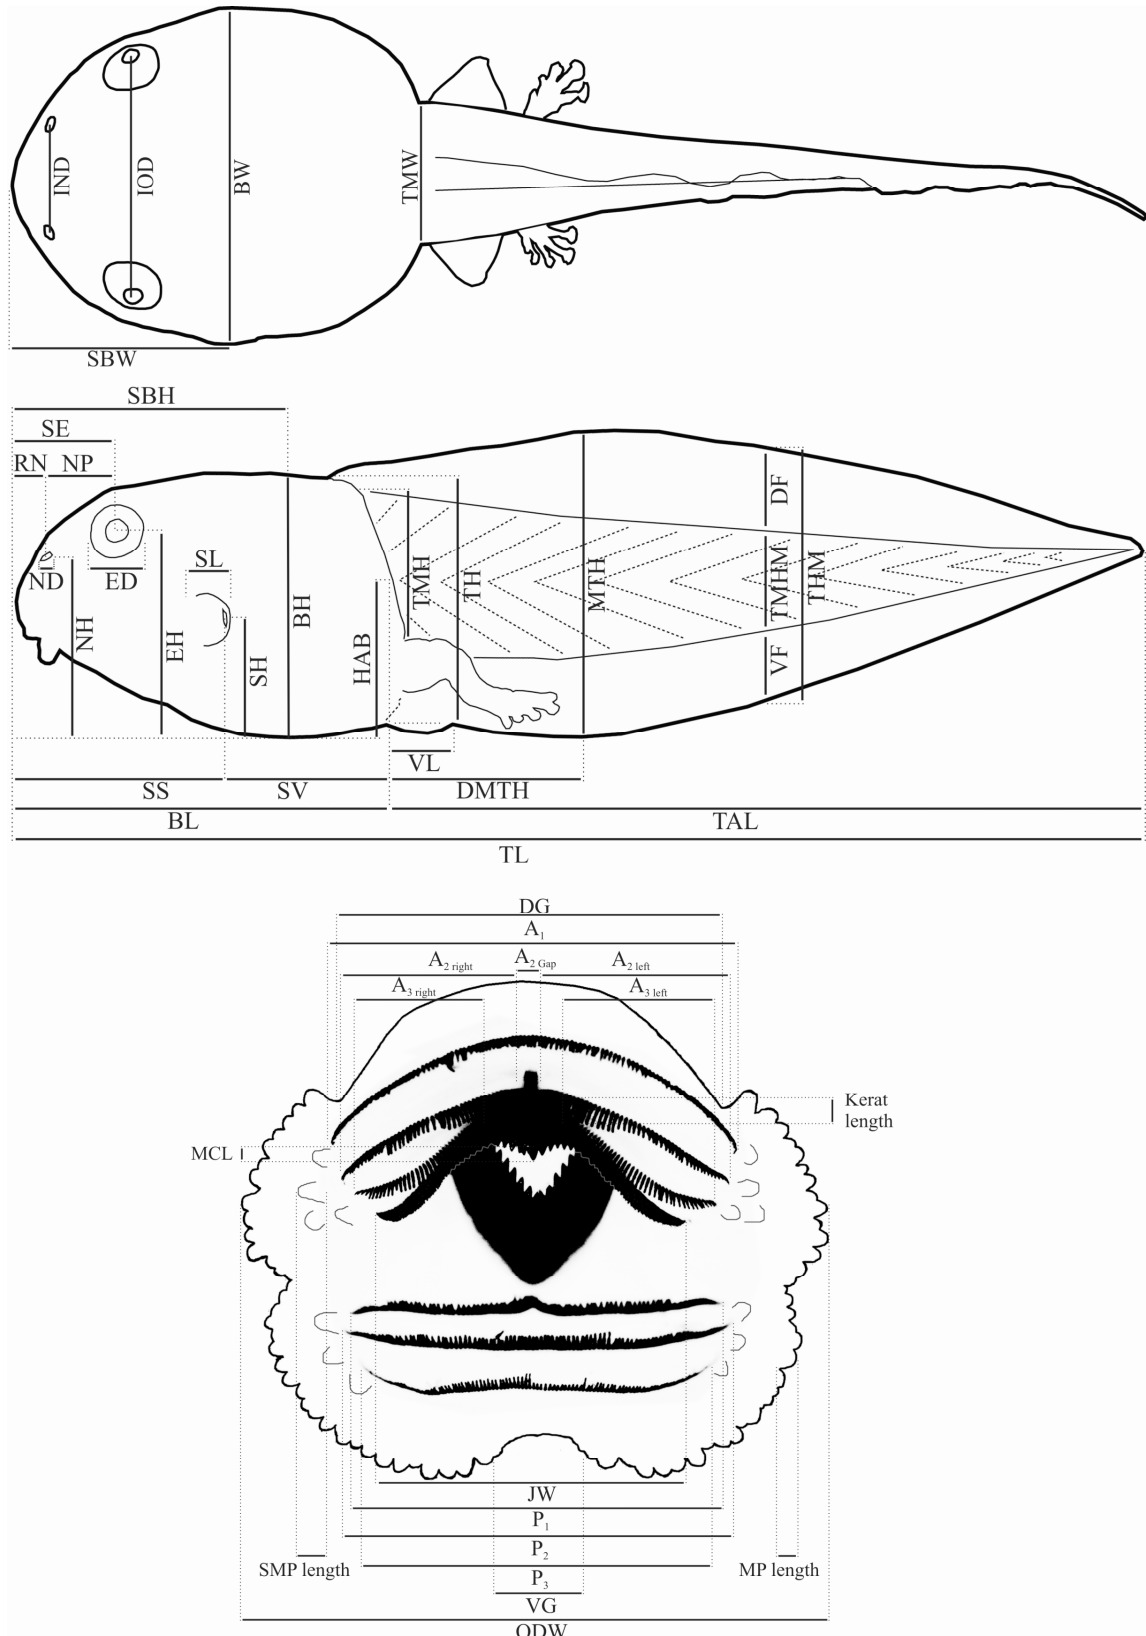 IND
IOD
BW
TMW
SBW
SBH
SE
RN NP
DF
ND ED SL
NH
EH
SH
BH
HAB
TMH
TH
MTH
TMHM
THM
VF
VL
SS SV DMTH
BL TAL
TL
DG
A1
A2 right A2 Gap A2 left
A3 right A3 left
Kerat
length
MCL
JW
P1
P2
SMP length MP length
P3
VG
ODW